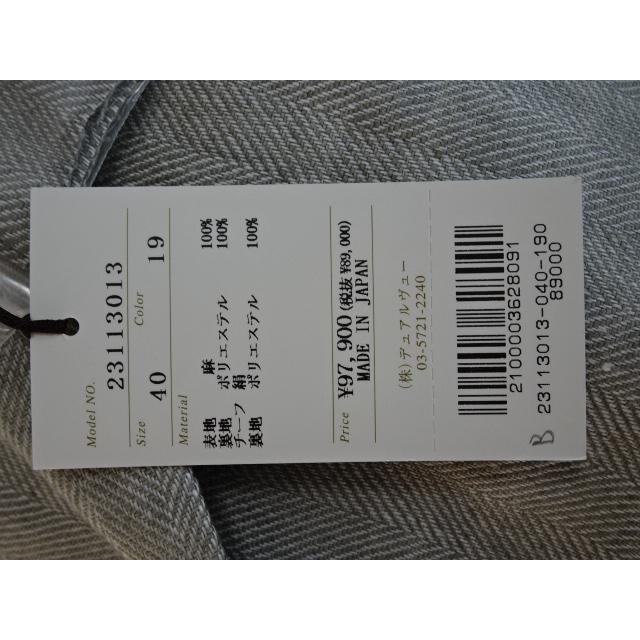 Model NO.
23113013
Size 40 Color 19
Material
表地 麻 100%
裏地 ポリエステル 100%
チーフ 絹
裏地 ポリエステル 100%
Price ¥97,900(税抜 ¥89,000)
MADE IN JAPAN
(株)デュアルヴュー
03-5721-2240
2100003628091
23113013-040-190
89000
B